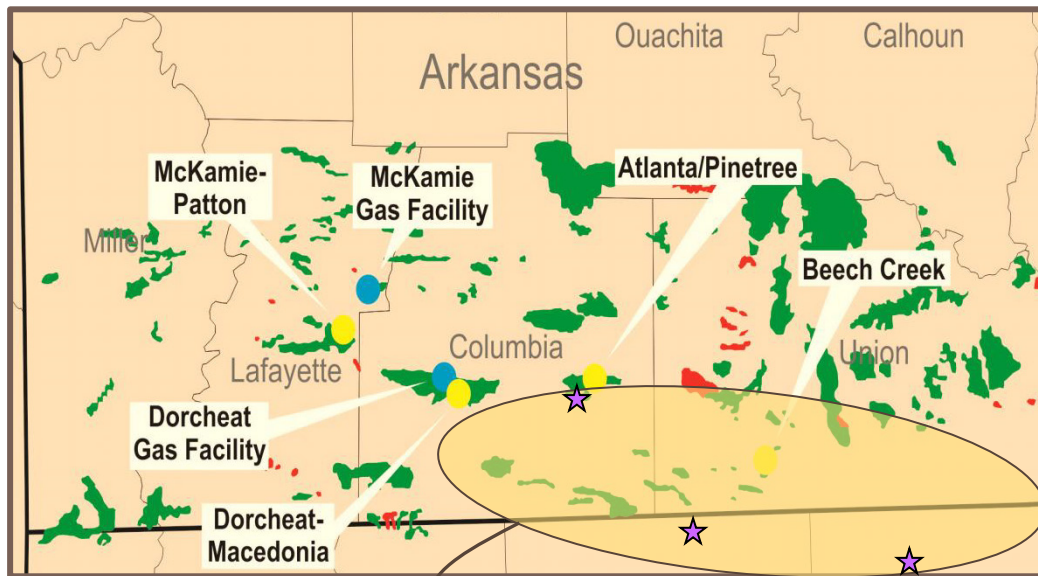 Ouachita
Calhoun
Arkansas
McKamie-
Patton
McKamie
Gas Facility
Atlanta/Pinetree
Miller
Beech Creek
Lafayette
Columbia
Union
Dorcheat
Gas Facility
Dorcheat-
Macedonia